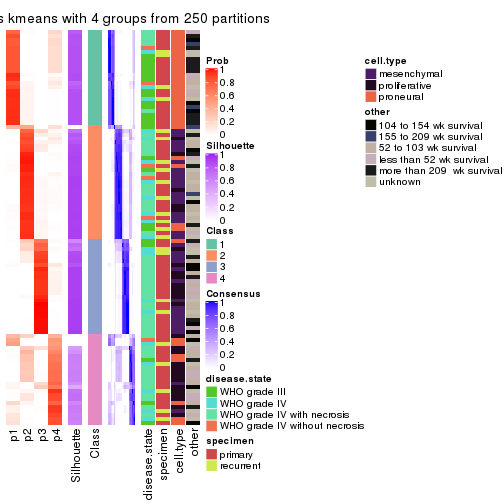 s kmeans with 4 groups from 250 partitions
Prob
1
0.8
0.6
0.4
0.2
0
Silhouette
1
0.8
0.6
0.4
0.2
0
Class
1
2
3
4
Consensus
1
0.8
0.6
0.4
0.2
0
disease.state
WHO grade III
WHO grade IV
WHO grade IV with necrosis
WHO grade IV without necrosis
specimen
primary
recurrent
cell.type
mesenchymal
proliferative
proneural
other
104 to 154 wk survival
155 to 209 wk survival
52 to 103 wk survival
less than 52 wk survival
more than 209 wk survival
unknown
p1
p2
p3
p4
Silhouette
Class
disease.state
specimen
cell.type
other